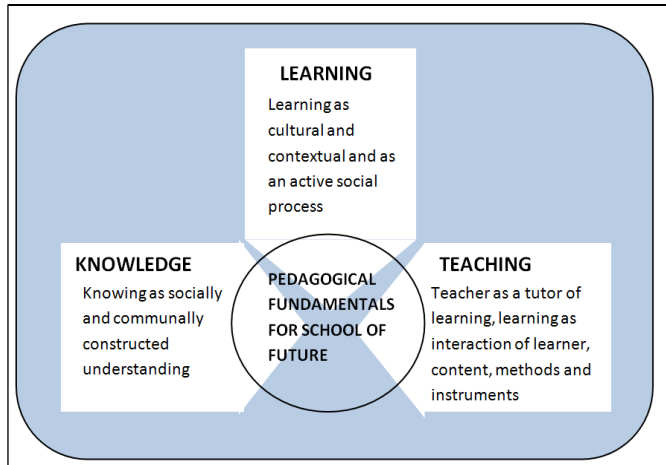 LEARNING
Learning as
cultural and
contextual and as
an active social
process
KNOWLEDGE
Knowing as socially
and communally
constructed
understanding
PEDAGOGICAL
FUNDAMENTALS
FOR SCHOOL OF
FUTURE
TEACHING
Teacher as a tutor of
learning, learning as
interaction of learner,
content, methods and
instruments